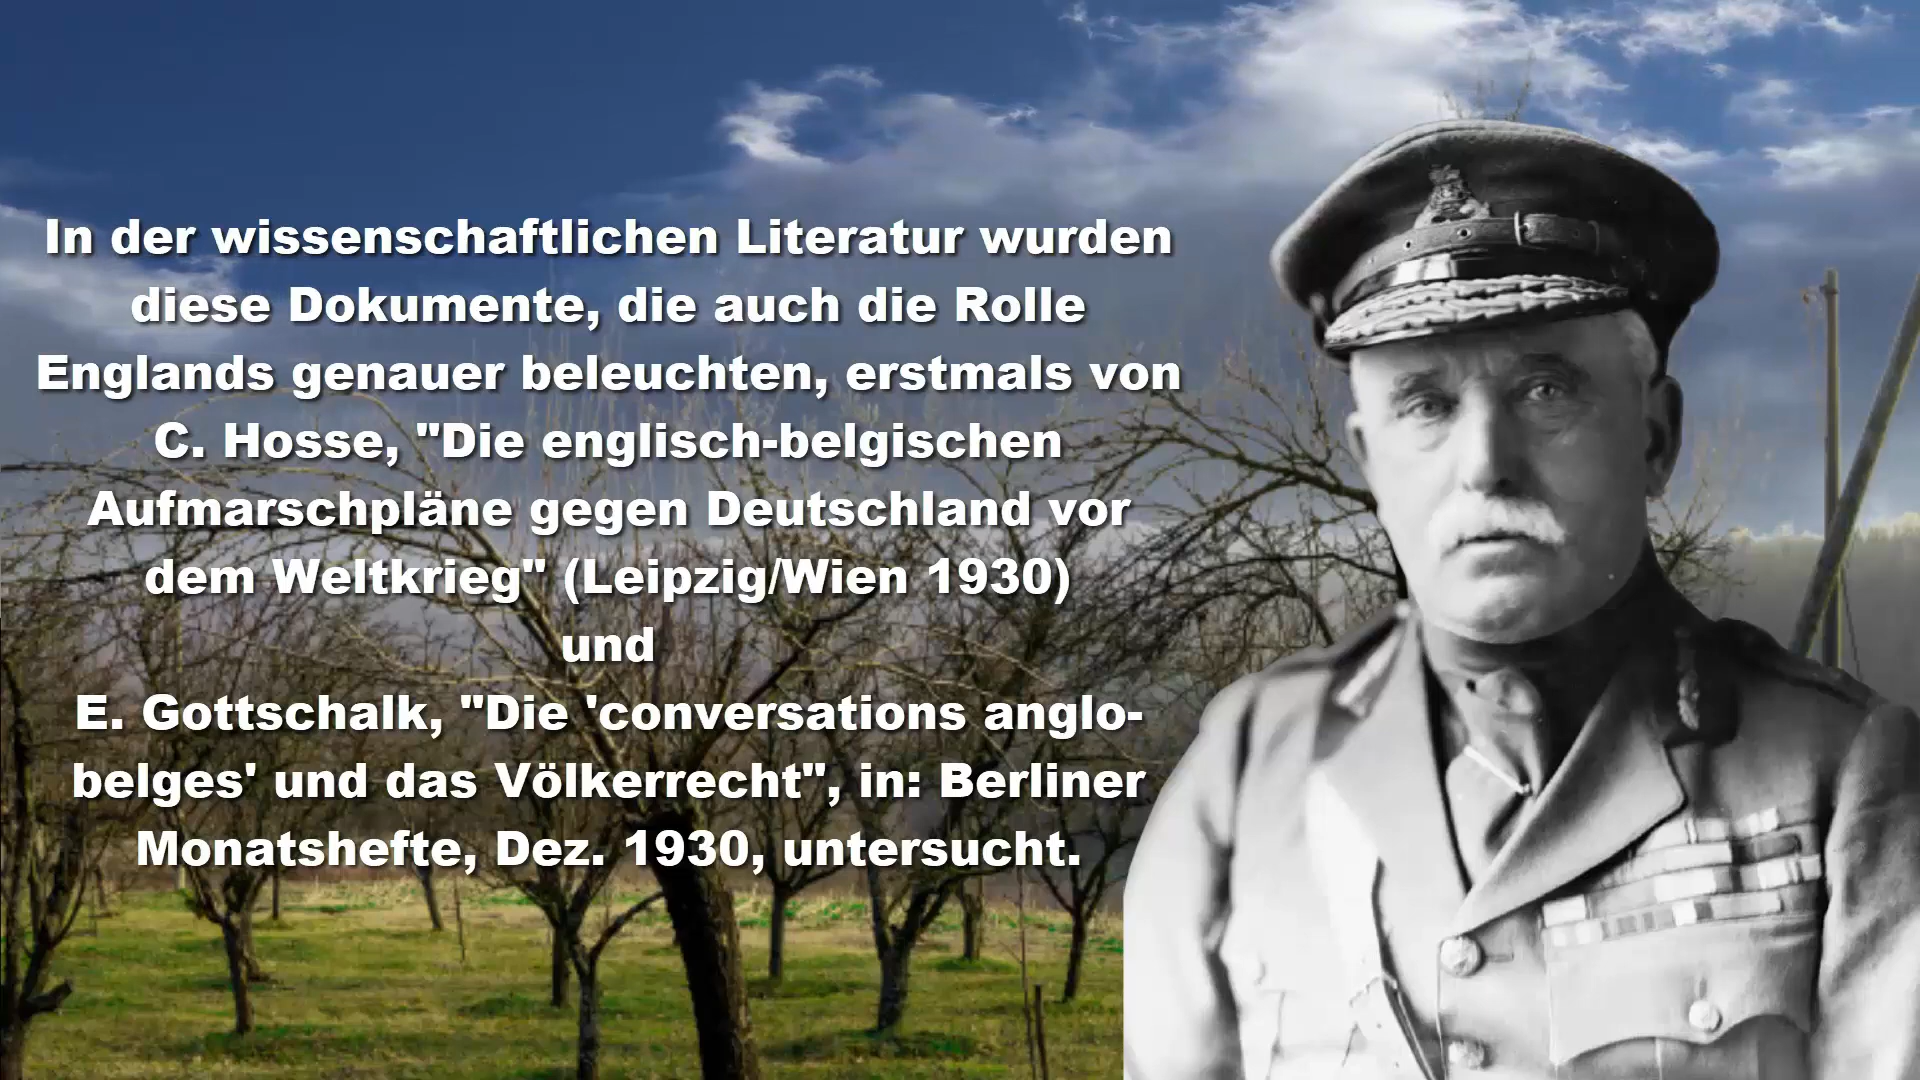 In der wissenschaftlichen Literatur wurden
diese Dokumente, die auch die Rolle
Englands genauer beleuchten, erstmals von
C. Hosse, "Die englisch-belgischen
Aufmarschpläne gegen Deutschland vor
dem Weltkrieg" (Leipzig/Wien 1930)
und
E. Gottschalk, "Die 'conversations anglo-
belges' und das Völkerrecht", in: Berliner
Monatshefte, Dez. 1930, untersucht.